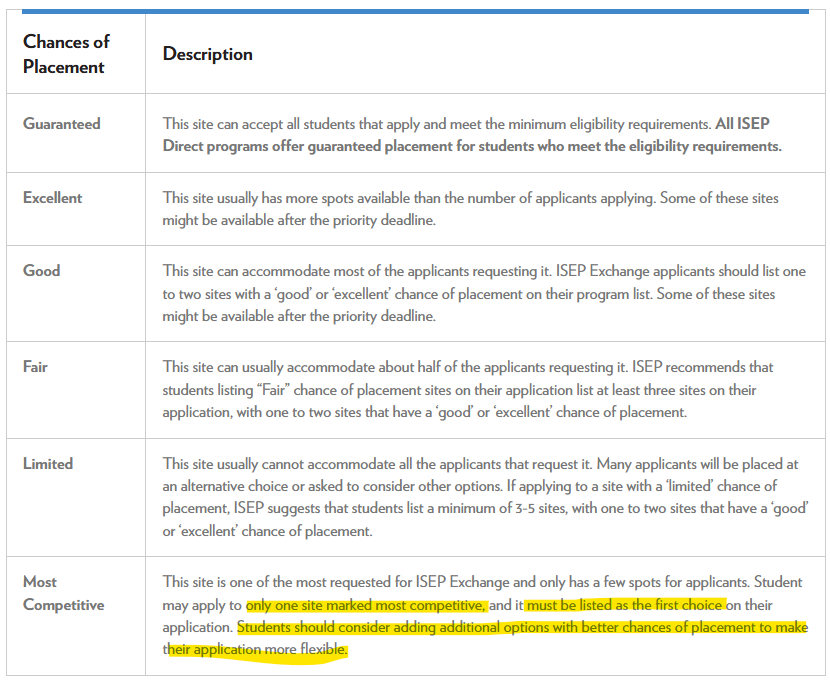 Chances of
Placement
Description
Guaranteed
This site can accept all students that apply and meet the minimum eligibility requirements. All ISEP
Direct programs offer guaranteed placement for students who meet the eligibility requirements.
Excellent
This site usually has more spots available than the number of applicants applying. Some of these sites
might be available after the priority deadline.
Good
This site can accommodate most of the applicants requesting it. ISEP Exchange applicants should list one
to two sites with a ‘good’ or ‘excellent’ chance of placement on their program list. Some of these sites
might be available after the priority deadline.
Fair
This site can usually accommodate about half of the applicants requesting it. ISEP recommends that
students listing “Fair” chance of placement sites on their application list at least three sites on their
application, with one to two sites that have a ‘good’ or ‘excellent’ chance of placement.
Limited
This site usually cannot accommodate all the applicants that request it. Many applicants will be placed at
an alternative choice or asked to consider other options. If applying to a site with a ‘limited’ chance of
placement, ISEP suggests that students list a minimum of 3-5 sites, with one to two sites that have a ‘good’
or ‘excellent’ chance of placement.
Most
Competitive
This site is one of the most requested for ISEP Exchange and only has a few spots for applicants. Student
may apply to only one site marked most competitive, and it must be listed as the first choice on their
application. Students should consider adding additional options with better chances of placement to make
their application more flexible.